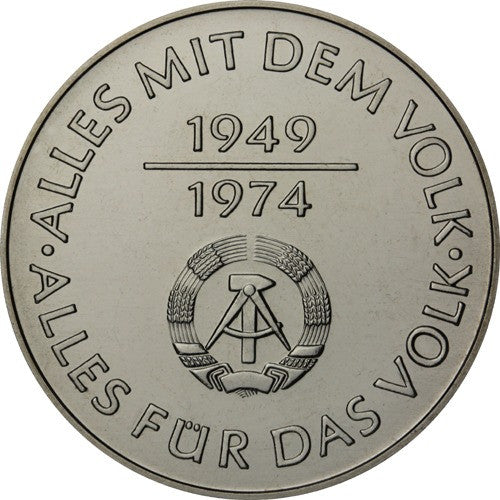 ALLES MIT DEM VOLK
1949
1974
ALLES FÜR DAS VOLK